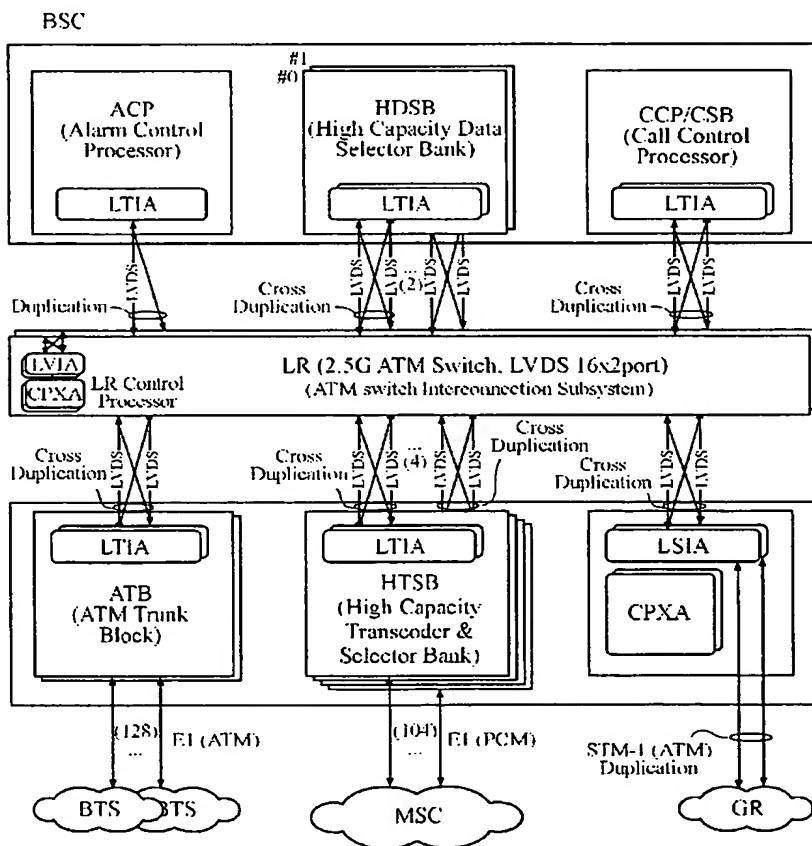 BSC
#1
#0
ACP
(Alarm Control
Processor)
LTIA
HDSB
(High Capacity Data
Selector Bank)
LTIA
CCP/CSB
(Call Control
Processor)
LTIA
LVDS
LVDS
LVDS
...
(2)
LVDS
LVDS
LVDS
LVDS
Duplication
Cross
Duplication
Cross
Duplication
LVIA
CPXA
LR Control
Processor
LR (2.5G ATM Switch, LVDS 16x2port)
(ATM switch Interconnection Subsystem)
Cross
Duplication
LVDS
LVDS
Cross
Duplication
LVDS
LVDS
...
(4)
LVDS
LVDS
Cross
Duplication
Cross
Duplication
LVDS
LVDS
LTIA
ATB
(ATM Trunk
Block)
LTIA
HTSB
(High Capacity
Transcoder &
Selector Bank)
LSIA
CPXA
(128)
...
E1 (ATM)
(104)
...
E1 (PCM)
STM-1 (ATM)
Duplication
BTS
BTS
MSC
GR